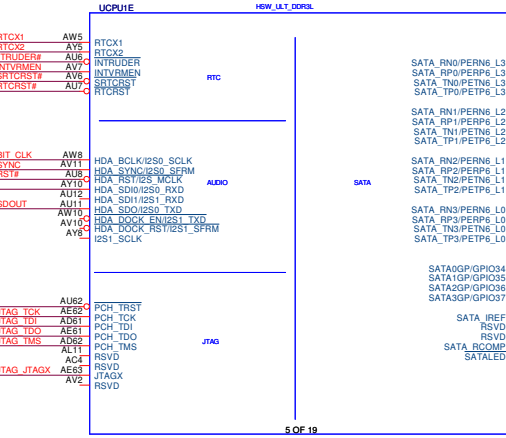 UCPU1E
HSW_ULT_DDR3L
RTCX1 AW5 RTCX1
RTCX2 AY5 RTCX2
TRUDER# AU6 INTRUDER
NTVRMEN AV7 INTVRMEN
SRTCRST# AV6 SRTCRST
RTCRST# AU7 RTCRST
RTC
SATA_RN0/PERN6_L3
SATA_RP0/PERP6_L3
SATA_TN0/PETN6_L3
SATA_TP0/PETP6_L3
SATA_RN1/PERN6_L2
SATA_RP1/PERP6_L2
SATA_TN1/PETN6_L2
SATA_TP1/PETP6_L2
BIT_CLK AW8 HDA_BCLK/I2S0_SCLK
SYNC AV11 HDA_SYNC/I2S0_SFRM
RST# AU8 HDA_RST/I2S_MCLK
AY10 HDA_SDI0/I2S0_RXD
AU12 HDA_SDI1/I2S1_RXD
SDOUT AU11 HDA_SDO/I2S0_TXD
AW10 HDA_DOCK_EN/I2S1_TXD
AV10 HDA_DOCK_RST/I2S1_SFRM
AY8 I2S1_SCLK
AUDIO
SATA
SATA_RN2/PERN6_L1
SATA_RP2/PERP6_L1
SATA_TN2/PETN6_L1
SATA_TP2/PETP6_L1
SATA_RN3/PERN6_L0
SATA_RP3/PERP6_L0
SATA_TN3/PETN6_L0
SATA_TP3/PETP6_L0
SATA0GP/GPIO34
SATA1GP/GPIO35
SATA2GP/GPIO36
SATA3GP/GPIO37
SATA_IREF
RSVD
RSVD
SATA_RCOMP
SATALED
AU62 PCH_TRST
JTAG_TCK AE62 PCH_TCK
JTAG_TDI AD61 PCH_TDI
JTAG_TDO AE61 PCH_TDO
JTAG_TMS AD62 PCH_TMS
AL11 RSVD
AC4 RSVD
JTAG_JTAGX AE63 JTAGX
AV2 RSVD
JTAG
5 OF 19